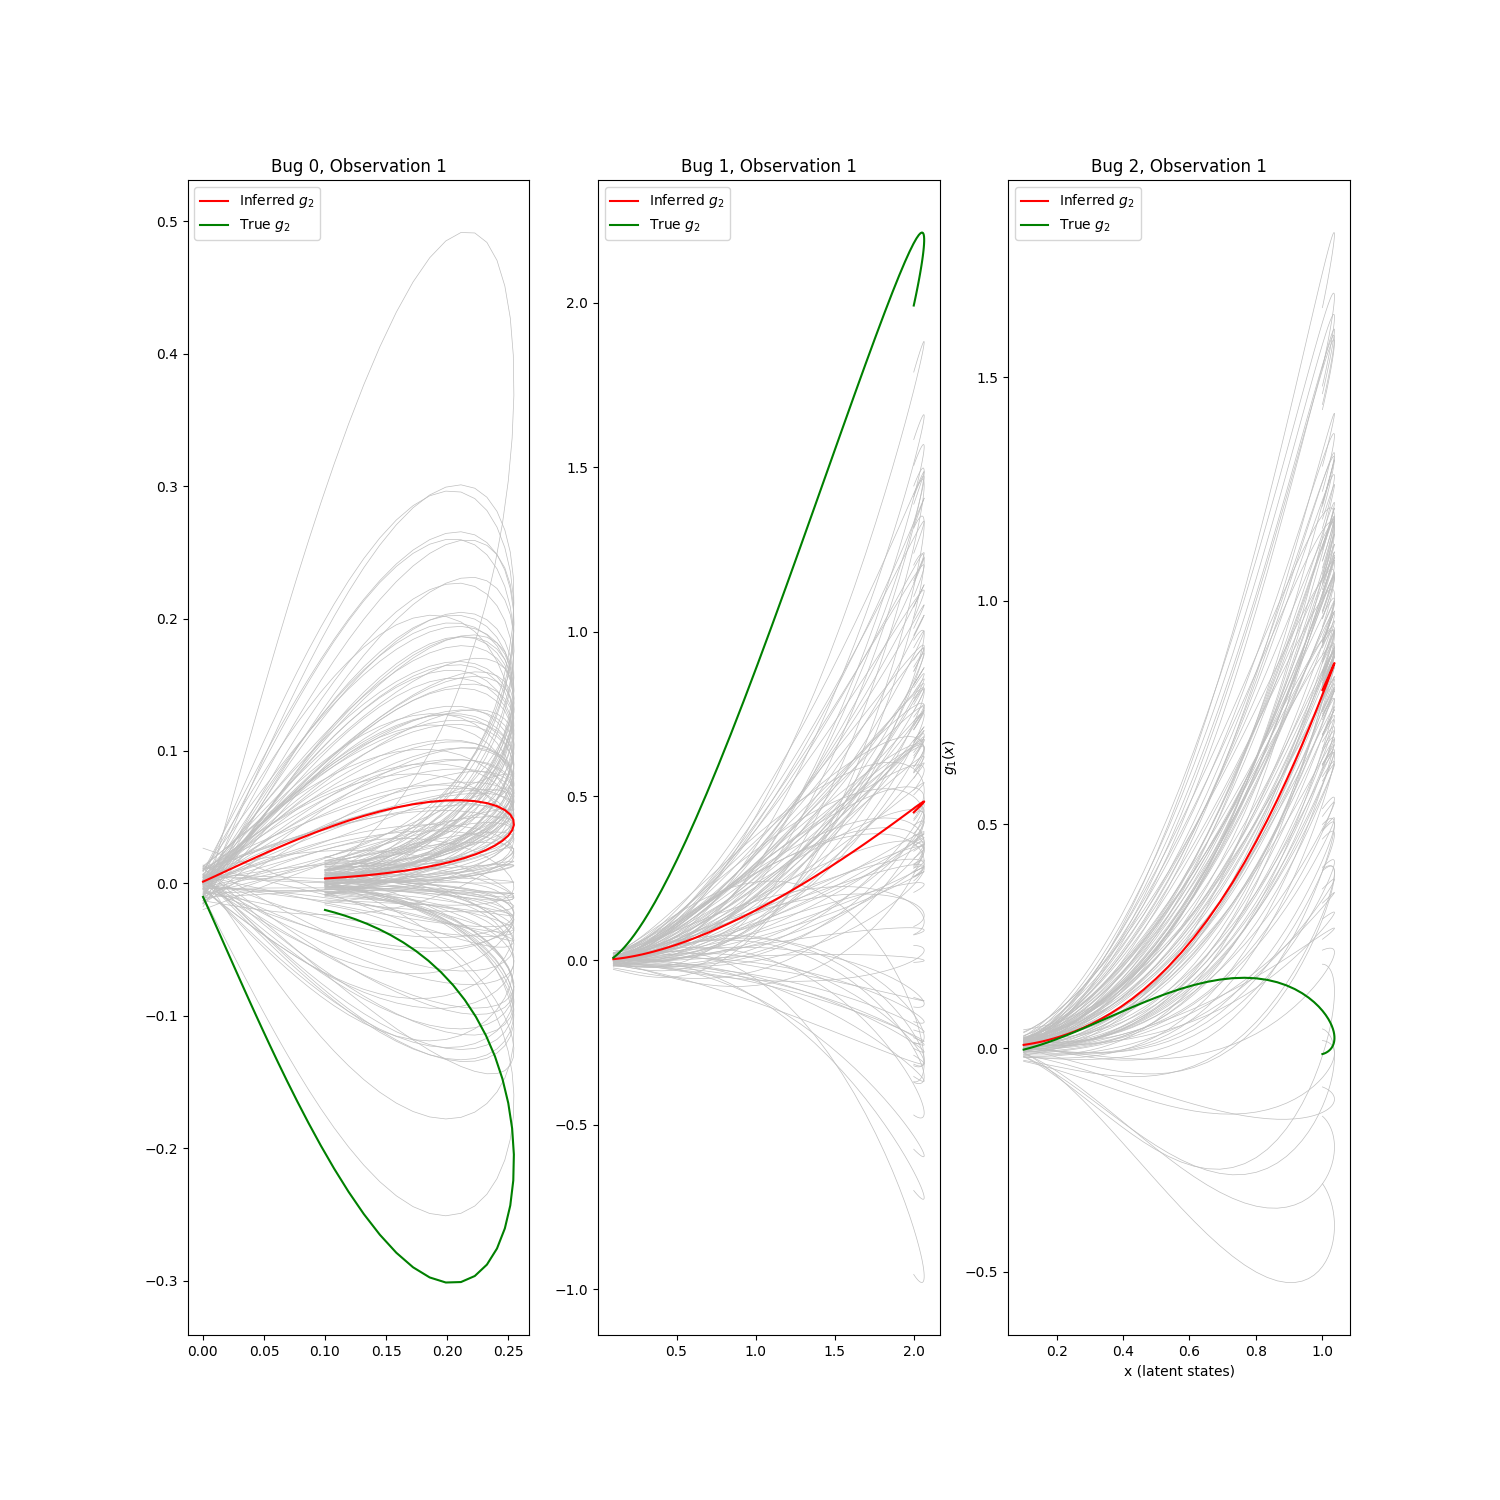 Bug 0, Observation 1
Inferred g₂
True g₂
0.5
0.4
0.3
0.2
0.1
0.0
−0.1
−0.2
−0.3
0.00 0.05 0.10 0.15 0.20 0.25
Bug 1, Observation 1
Inferred g₂
True g₂
2.0
1.5
1.0
0.5
0.0
−0.5
−1.0
0.5 1.0 1.5 2.0
Bug 2, Observation 1
Inferred g₂
True g₂
g₁(x)
1.5
1.0
0.5
0.0
−0.5
0.2 0.4 0.6 0.8 1.0
x (latent states)